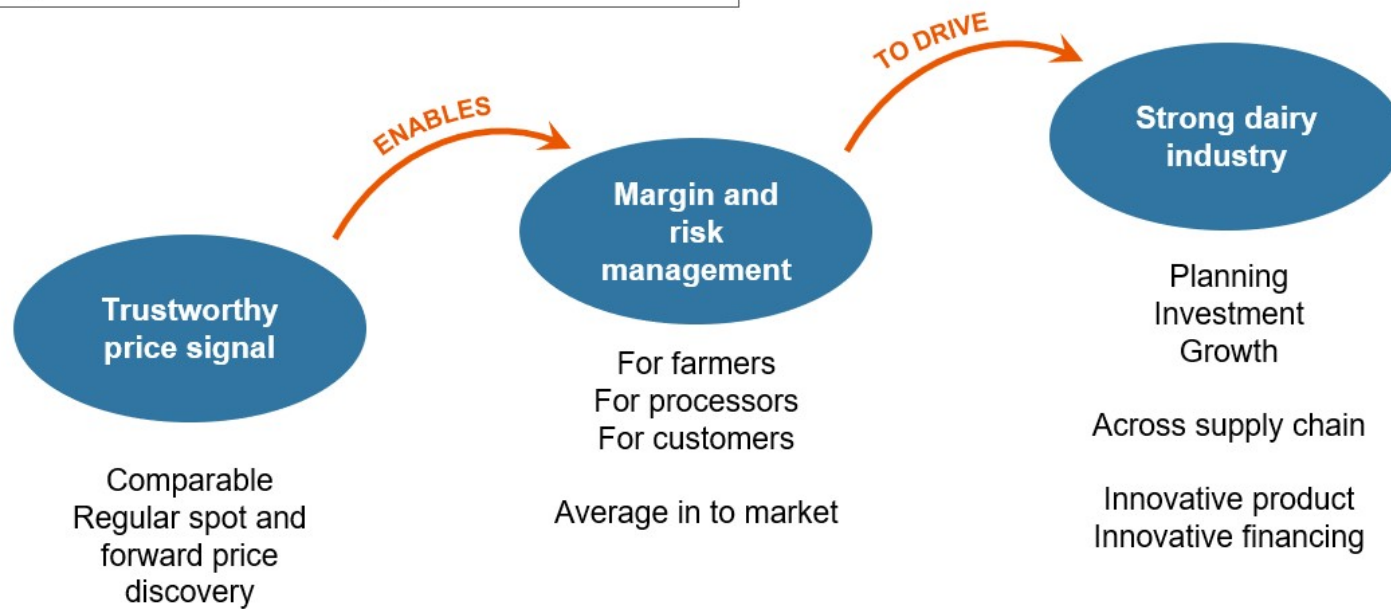 ENABLES
TO DRIVE
Trustworthy
price signal
Comparable
Regular spot and
forward price
discovery
Margin and
risk
management
For farmers
For processors
For customers
Average in to market
Strong dairy
industry
Planning
Investment
Growth
Across supply chain
Innovative product
Innovative financing